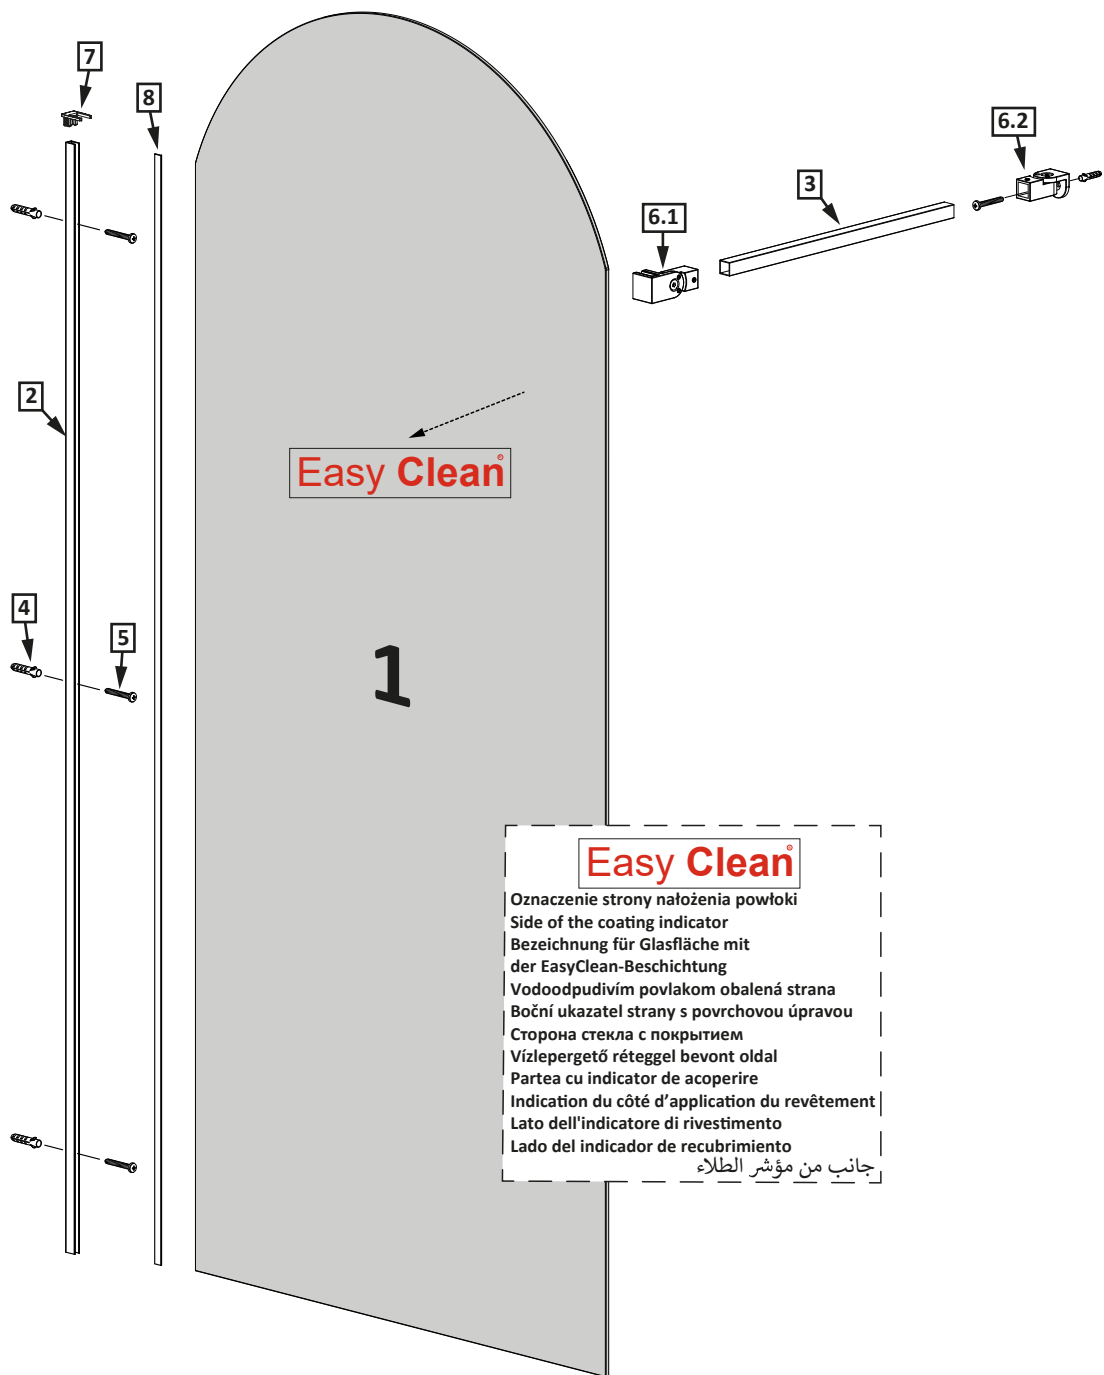 7
8
6.2
3
6.1
2
Easy Clean®
4
5
1
Easy Clean®
Oznaczenie strony nałożenia powłoki
Side of the coating indicator
Bezeichnung für Glasfläche mit
der EasyClean-Beschichtung
Vodoodpudivím povlakom obalená strana
Boční ukazatel strany s povrchovou úpravou
Сторона стекла с покрытием
Vízlepergető réteggel bevont oldal
Partea cu indicator de acoperire
Indication du côté d’application du revêtement
Lato dell'indicatore di rivestimento
Lado del indicador de recubrimiento
جانب من مؤشر الطلاء